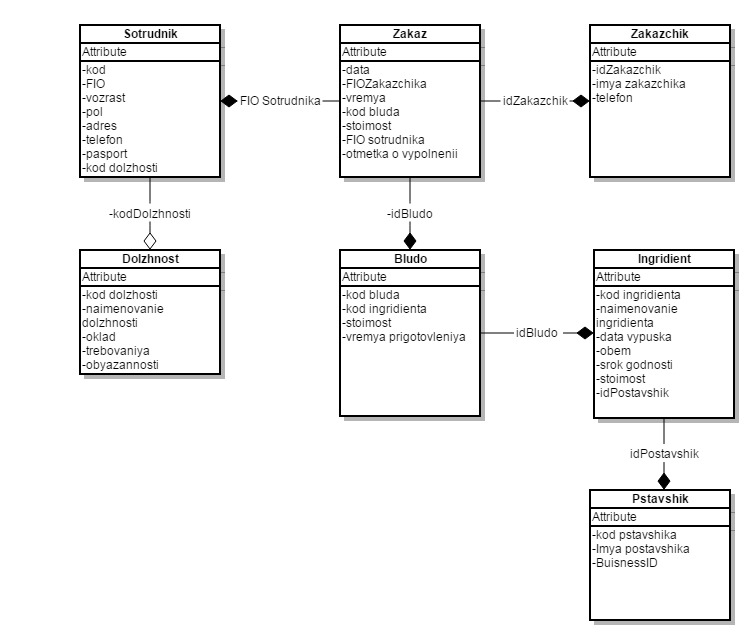 Sotrudnik
Attribute
-kod
-FIO
-vozrast
-pol
-adres
-telefon
-pasport
-kod dolzhosti
FIO Sotrudnika
Zakaz
Attribute
-data
-FIOZakazchika
-vremya
-kod bluda
-stoimost
-FIO sotrudnika
-otmetka o vypolnenii
idZakazchik
Zakazchik
Attribute
-idZakazchik
-imya zakazchika
-telefon
-kodDolzhnosti
-idBludo
Dolzhnost
Attribute
-kod dolzhosti
-naimenovanie
dolzhnosti
-oklad
-trebovaniya
-obyazannosti
Bludo
Attribute
-kod bluda
-kod ingridienta
-stoimost
-vremya prigotovleniya
idBludo
Ingridient
Attribute
-kod ingridienta
-naimenovanie
ingridienta
-data vypuska
-obem
-srok godnosti
-stoimost
-idPostavshik
idPostavshik
Pstavshik
Attribute
-kod pstavshika
-Imya postavshika
-BuisnessID